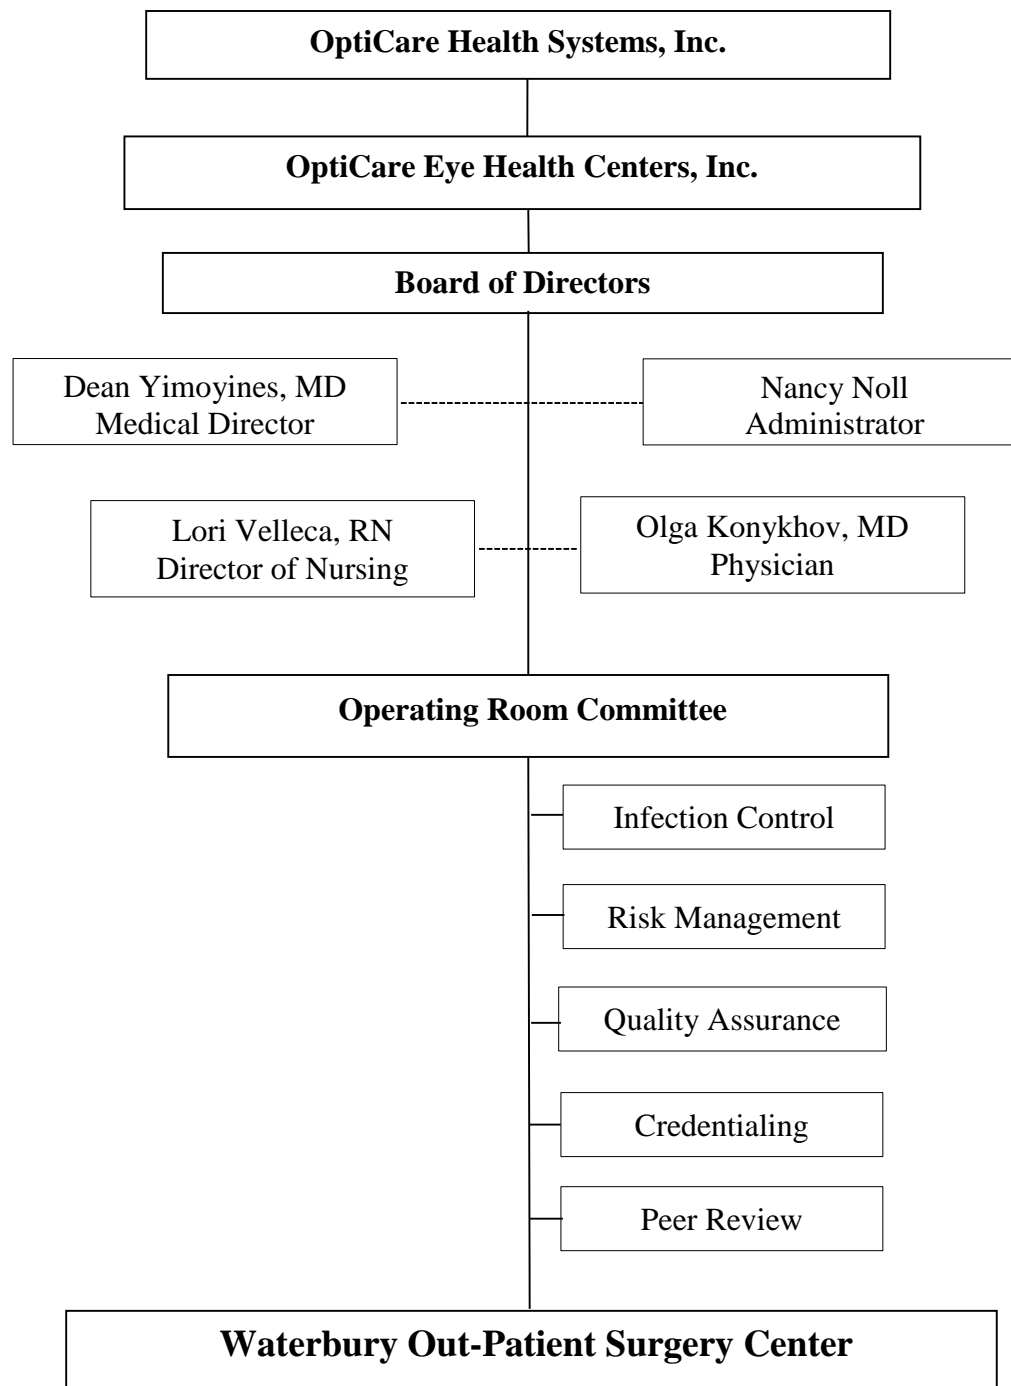 OptiCare Health Systems, Inc.
OptiCare Eye Health Centers, Inc.
Board of Directors
Dean Yimoyines, MD
Medical Director
Nancy Noll
Administrator
Lori Velleca, RN
Director of Nursing
Olga Konykhov, MD
Physician
Operating Room Committee
Infection Control
Risk Management
Quality Assurance
Credentialing
Peer Review
Waterbury Out-Patient Surgery Center